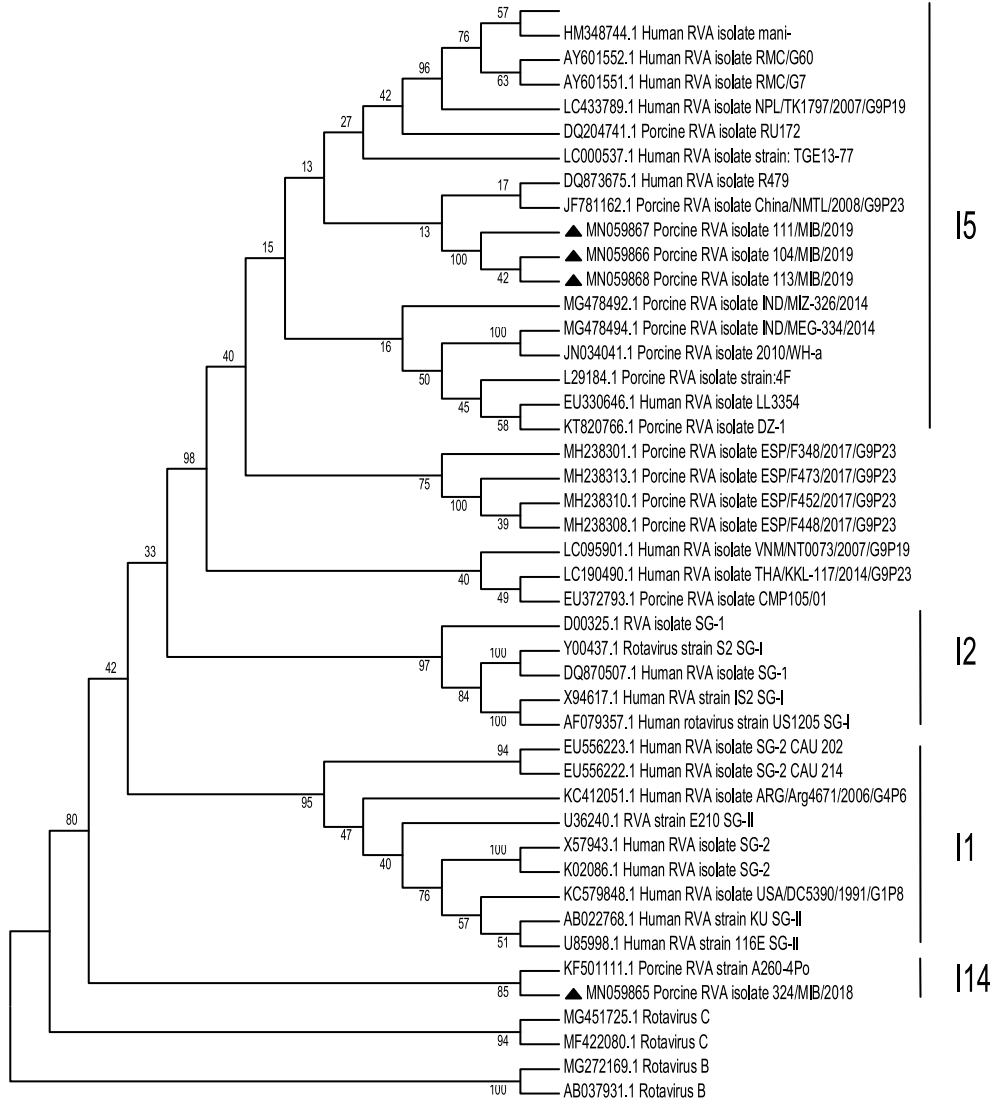 57
HM348744.1 Human RVA isolate mani-
76
AY601552.1 Human RVA isolate RMC/G60
63
AY601551.1 Human RVA isolate RMC/G7
96
LC433789.1 Human RVA isolate NPL/TK1797/2007/G9P19
42
DQ204741.1 Porcine RVA isolate RU172
27
LC000537.1 Human RVA isolate strain: TGE13-77
13
DQ873675.1 Human RVA isolate R479
17
JF781162.1 Porcine RVA isolate China/NMTL/2008/G9P23
13
▲ MN059867 Porcine RVA isolate 111/MIB/2019
100
▲ MN059866 Porcine RVA isolate 104/MIB/2019
42
▲ MN059868 Porcine RVA isolate 113/MIB/2019
I5
15
MG478492.1 Porcine RVA isolate IND/MIZ-326/2014
16
MG478494.1 Porcine RVA isolate IND/MEG-334/2014
100
JN034041.1 Porcine RVA isolate 2010/WH-a
50
L29184.1 Porcine RVA isolate strain:4F
45
EU330646.1 Human RVA isolate LL3354
58
KT820766.1 Porcine RVA isolate DZ-1
40
MH238301.1 Porcine RVA isolate ESP/F348/2017/G9P23
75
MH238313.1 Porcine RVA isolate ESP/F473/2017/G9P23
100
MH238310.1 Porcine RVA isolate ESP/F452/2017/G9P23
39
MH238308.1 Porcine RVA isolate ESP/F448/2017/G9P23
98
LC095901.1 Human RVA isolate VNM/NT0073/2007/G9P19
40
LC190490.1 Human RVA isolate THA/KKL-117/2014/G9P23
49
EU372793.1 Porcine RVA isolate CMP105/01
33
D00325.1 RVA isolate SG-1
97
Y00437.1 Rotavirus strain S2 SG-I
100
DQ870507.1 Human RVA isolate SG-1
84
X94617.1 Human RVA strain IS2 SG-I
100
AF079357.1 Human rotavirus strain US1205 SG-I
I2
42
EU556223.1 Human RVA isolate SG-2 CAU 202
94
EU556222.1 Human RVA isolate SG-2 CAU 214
95
KC412051.1 Human RVA isolate ARG/Arg4671/2006/G4P6
47
U36240.1 RVA strain E210 SG-II
40
X57943.1 Human RVA isolate SG-2
100
K02086.1 Human RVA isolate SG-2
76
KC579848.1 Human RVA isolate USA/DC5390/1991/G1P8
57
AB022768.1 Human RVA strain KU SG-II
51
U85998.1 Human RVA strain 116E SG-II
I1
80
KF501111.1 Porcine RVA strain A260-4Po
85
▲ MN059865 Porcine RVA isolate 324/MIB/2018
I14
MG451725.1 Rotavirus C
94
MF422080.1 Rotavirus C
MG272169.1 Rotavirus B
100
AB037931.1 Rotavirus B